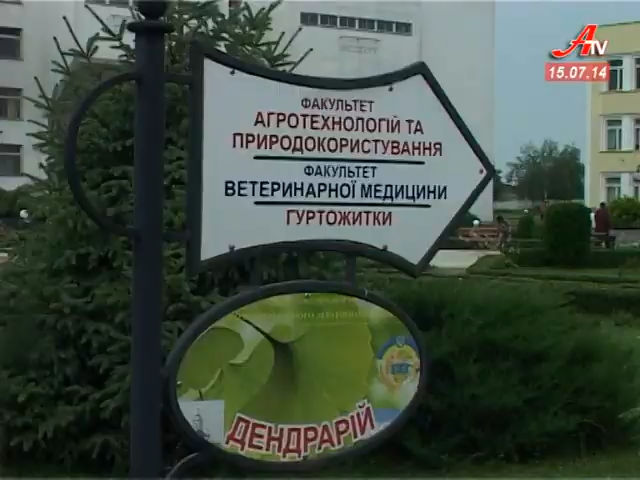 ATV
15.07.14
ФАКУЛЬТЕТ
АГРОТЕХНОЛОГІЙ ТА
ПРИРОДОКОРИСТУВАННЯ
ФАКУЛЬТЕТ
ВЕТЕРИНАРНОЇ МЕДИЦИНИ
ГУРТОЖИТКИ
ДЕНДРАРІЙ